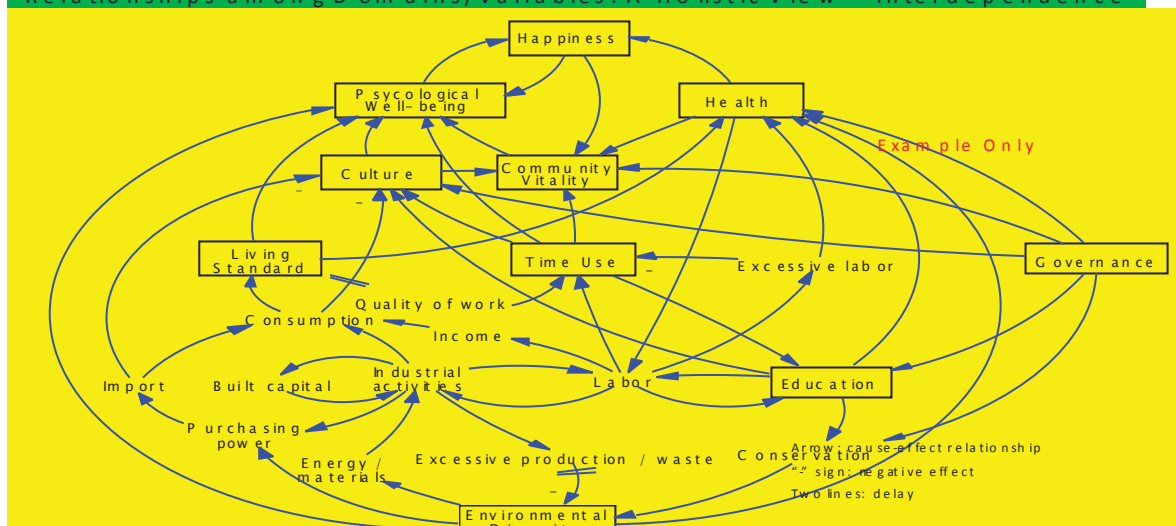 Relationships among Domains/Variables: A Holistic View – Interdependence
Happiness
Psycological
Well-being
Health
Example Only
Culture
Community
Vitality
–
–
Living
Standard
Time Use
–
Excessive labor
Governance
Quality of work
Consumption
Income
Import
Built capital
Industrial
activities
Labor
Education
Purchasing
power
Energy /
materials
Excessive production / waste
Conservation
Arrow: cause-effect relationship
"-" sign: negative effect
Two lines: delay
–
Environmental